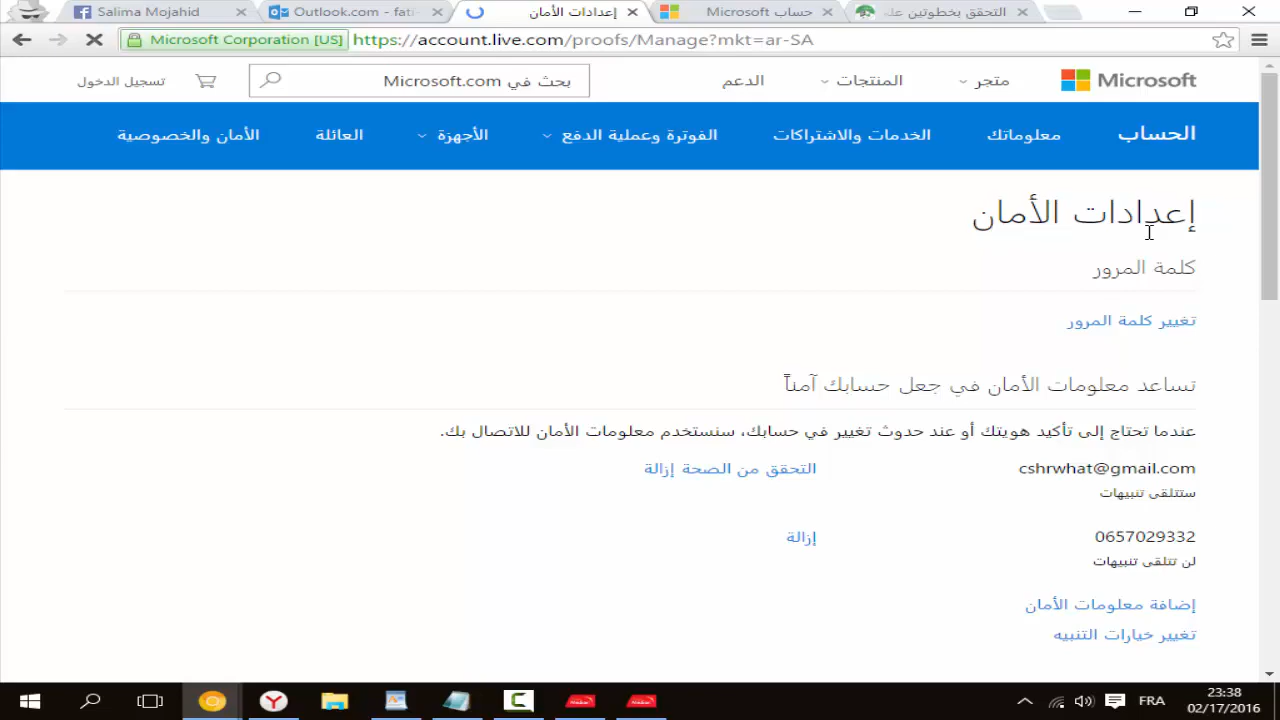 Salima Mojahid
Outlook.com - fati
إعدادات الأمان
حساب Microsoft
التحقق بخطوتين عل
Microsoft Corporation [US] https://account.live.com/proofs/Manage?mkt=ar-SA
Microsoft
متجر
المنتجات
الدعم
بحث في Microsoft.com
تسجيل الدخول
الحساب
معلوماتك
الخدمات والاشتراكات
الفوترة وعملية الدفع
الأجهزة
العائلة
الأمان والخصوصية
إعدادات الأمان
كلمة المرور
تغيير كلمة المرور
تساعد معلومات الأمان في جعل حسابك آمناً
عندما تحتاج إلى تأكيد هويتك أو عند حدوث تغيير في حسابك، سنستخدم معلومات الأمان للاتصال بك.
cshrwhat@gmail.com
التحقق من الصحة إزالة
ستتلقى تنبيهات
0657029332
إزالة
لن تتلقى تنبيهات
إضافة معلومات الأمان
تغيير خيارات التنبيه
FRA
23:38
02/17/2016